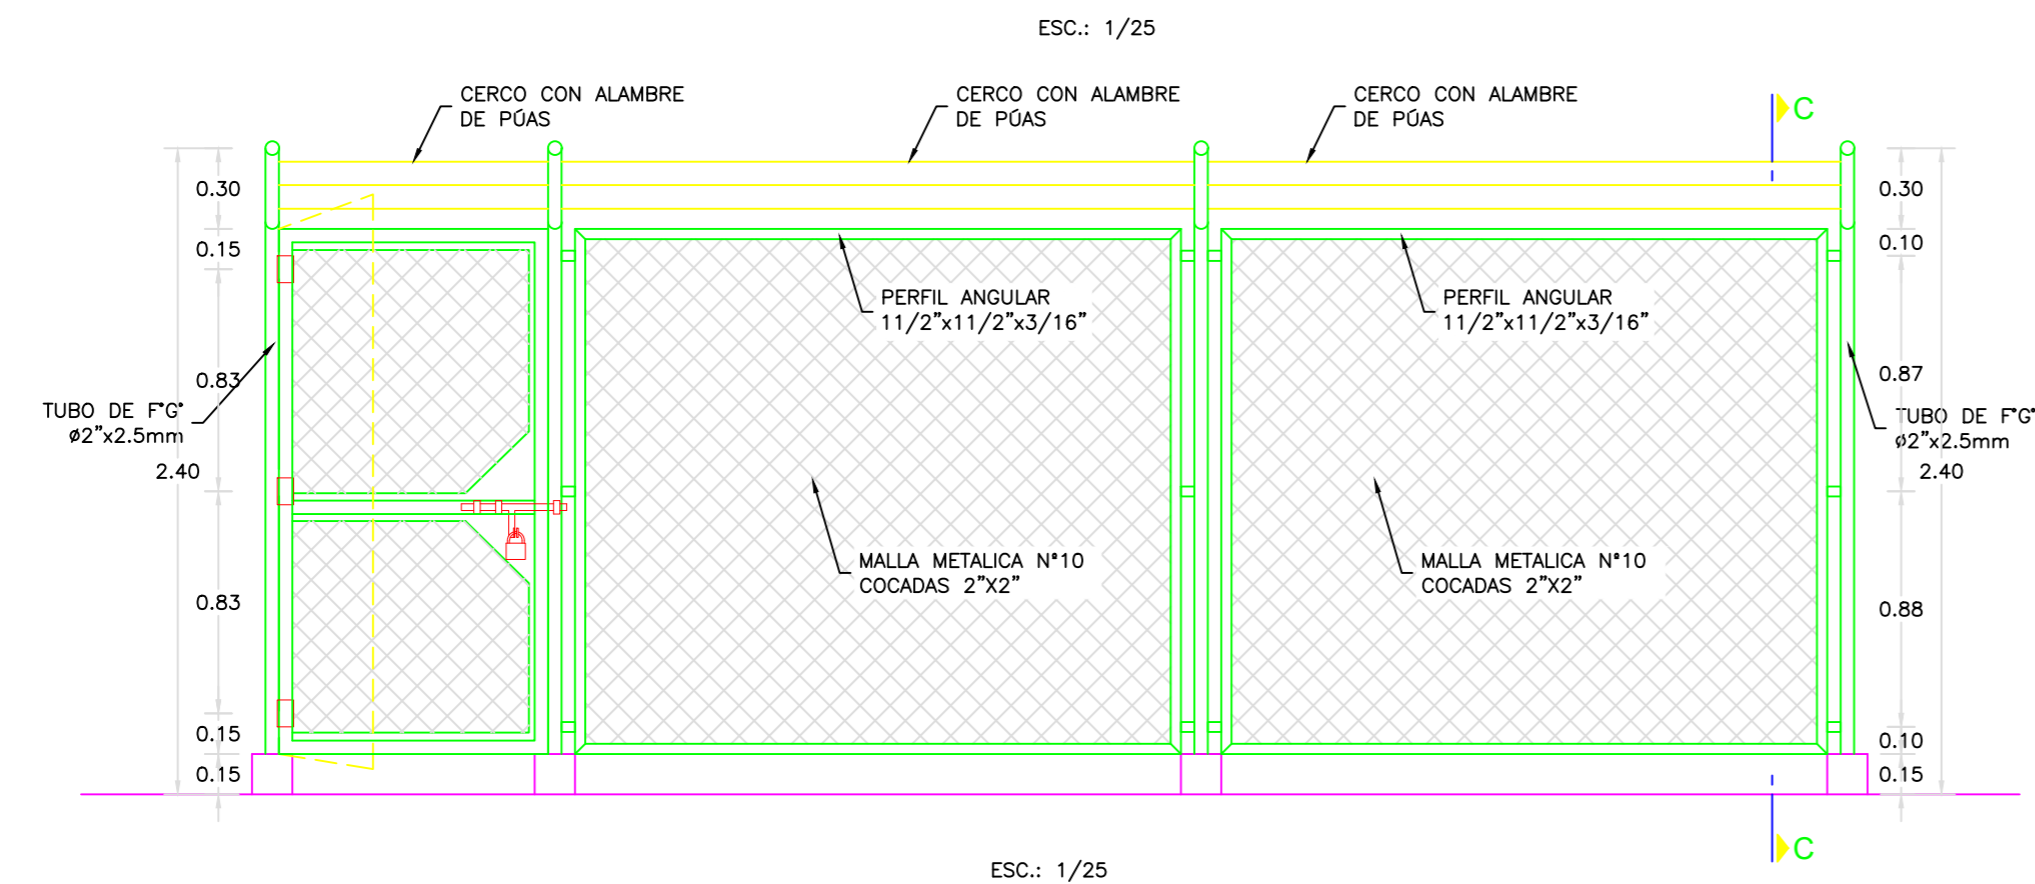 ESC.: 1/25
CERCO CON ALAMBRE
DE PÚAS
CERCO CON ALAMBRE
DE PÚAS
CERCO CON ALAMBRE
DE PÚAS
C
0.30
0.15
0.83
TUBO DE F°G°
ø2"x2.5mm
2.40
0.83
0.15
0.15
PERFIL ANGULAR
11/2"x11/2"x3/16"
MALLA METALICA N°10
COCADAS 2"X2"
PERFIL ANGULAR
11/2"x11/2"x3/16"
MALLA METALICA N°10
COCADAS 2"X2"
0.30
0.10
0.87
TUBO DE F°G°
ø2"x2.5mm
2.40
0.88
0.10
0.15
C
ESC.: 1/25